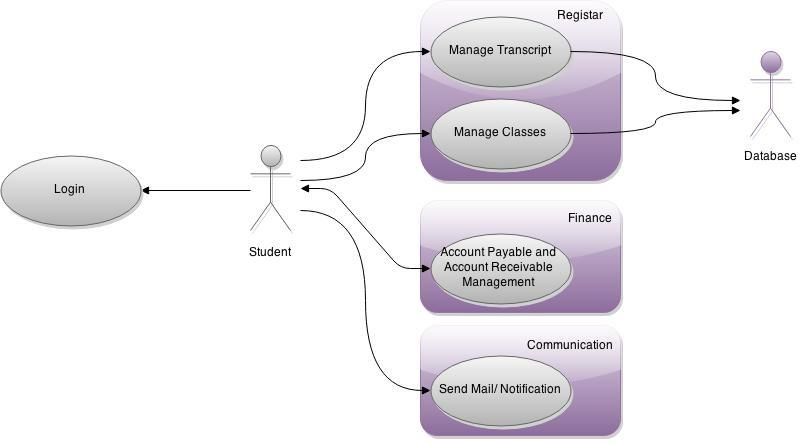 Registar
Manage Transcript
Manage Classes
Database
Login
Student
Finance
Account Payable and
Account Receivable
Management
Communication
Send Mail/ Notification